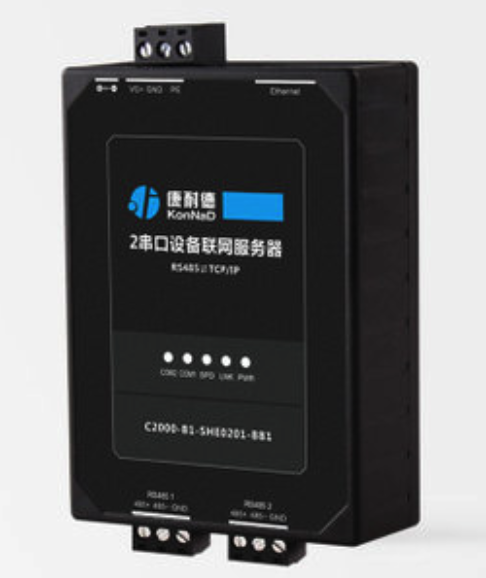 VS+ GND PE
Ethernet
康耐德
KonNaD
2串口设备联网服务器
RS485 TCP/IP
COM2 COM1 SPD LINK PWR
C2000-B1-SHE0201-BB1
RS485 1
485+ 485- GND
RS485 2
485+ 485- GND